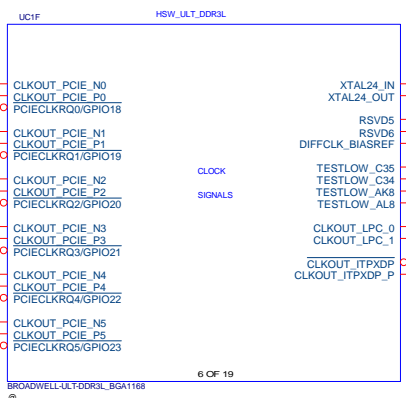 UC1F
HSW_ULT_DDR3L
CLKOUT_PCIE_N0
CLKOUT_PCIE_P0
PCIECLKRQ0/GPIO18
CLKOUT_PCIE_N1
CLKOUT_PCIE_P1
PCIECLKRQ1/GPIO19
CLKOUT_PCIE_N2
CLKOUT_PCIE_P2
PCIECLKRQ2/GPIO20
CLKOUT_PCIE_N3
CLKOUT_PCIE_P3
PCIECLKRQ3/GPIO21
CLKOUT_PCIE_N4
CLKOUT_PCIE_P4
PCIECLKRQ4/GPIO22
CLKOUT_PCIE_N5
CLKOUT_PCIE_P5
PCIECLKRQ5/GPIO23
CLOCK
SIGNALS
XTAL24_IN
XTAL24_OUT
RSVD5
RSVD6
DIFFCLK_BIASREF
TESTLOW_C35
TESTLOW_C34
TESTLOW_AK8
TESTLOW_AL8
CLKOUT_LPC_0
CLKOUT_LPC_1
CLKOUT_ITPXDP
CLKOUT_ITPXDP_P
6 OF 19
BROADWELL-ULT-DDR3L_BGA1168
@